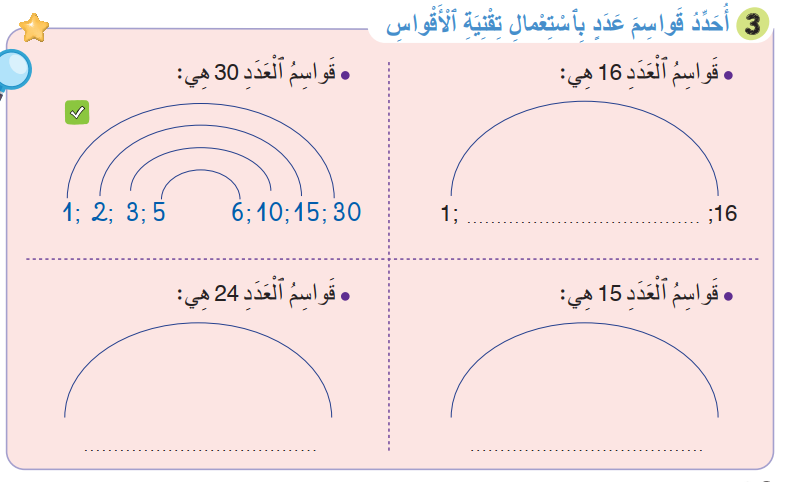 3 أُحَدِّدُ قَواسِمَ عَدَدٍ بِٱسْتِعْمالِ تِقْنِيَةِ ٱلْأَقْواسِ
• قَواسِمُ ٱلْعَدَدِ 16 هِيَ:
1; ........................................ ;16
• قَواسِمُ ٱلْعَدَدِ 30 هِيَ:
1; 2; 3; 5 6; 10; 15; 30
• قَواسِمُ ٱلْعَدَدِ 15 هِيَ:
........................................
• قَواسِمُ ٱلْعَدَدِ 24 هِيَ:
........................................